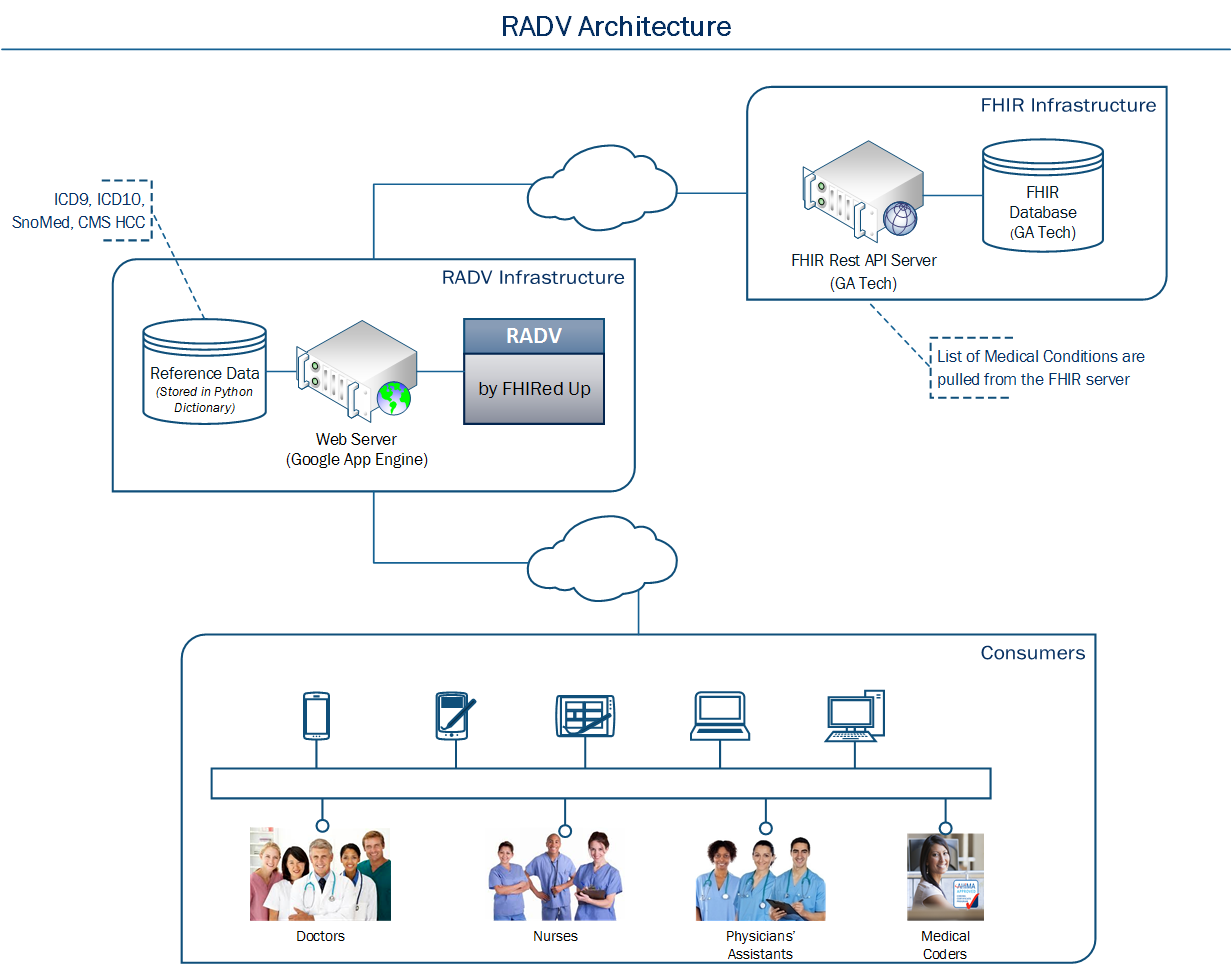 RADV Architecture
FHIR Infrastructure
FHIR
Database
(GA Tech)
FHIR Rest API Server
(GA Tech)
ICD9, ICD10,
SnoMed, CMS HCC
RADV Infrastructure
Reference Data
(Stored in Python
Dictionary)
Web Server
(Google App Engine)
RADV
by FHIRed Up
List of Medical Conditions are
pulled from the FHIR server
Consumers
AHIMA
Doctors
Nurses
Physicians'
Assistants
Medical
Coders